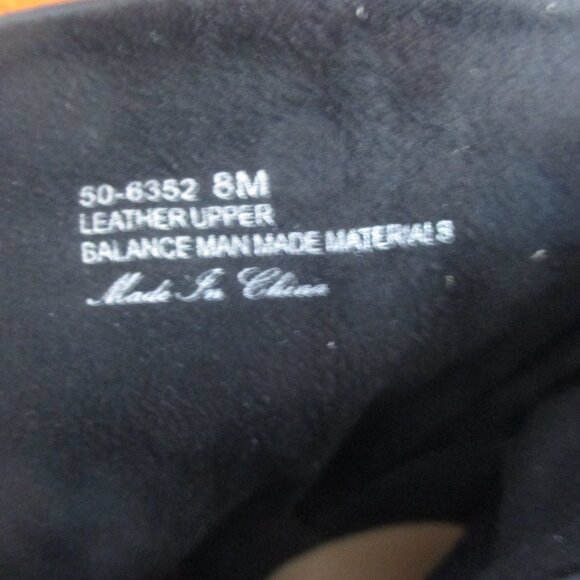 50-6352 8M
LEATHER UPPER
BALANCE MAN MADE MATERIALS
Made In China